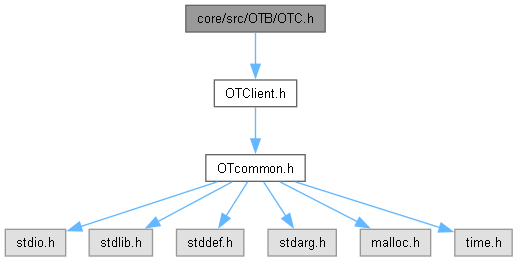 core/src/OTB/OTC.h
OTClient.h
OTcommon.h
stdio.h
stdlib.h
stddef.h
stdarg.h
malloc.h
time.h